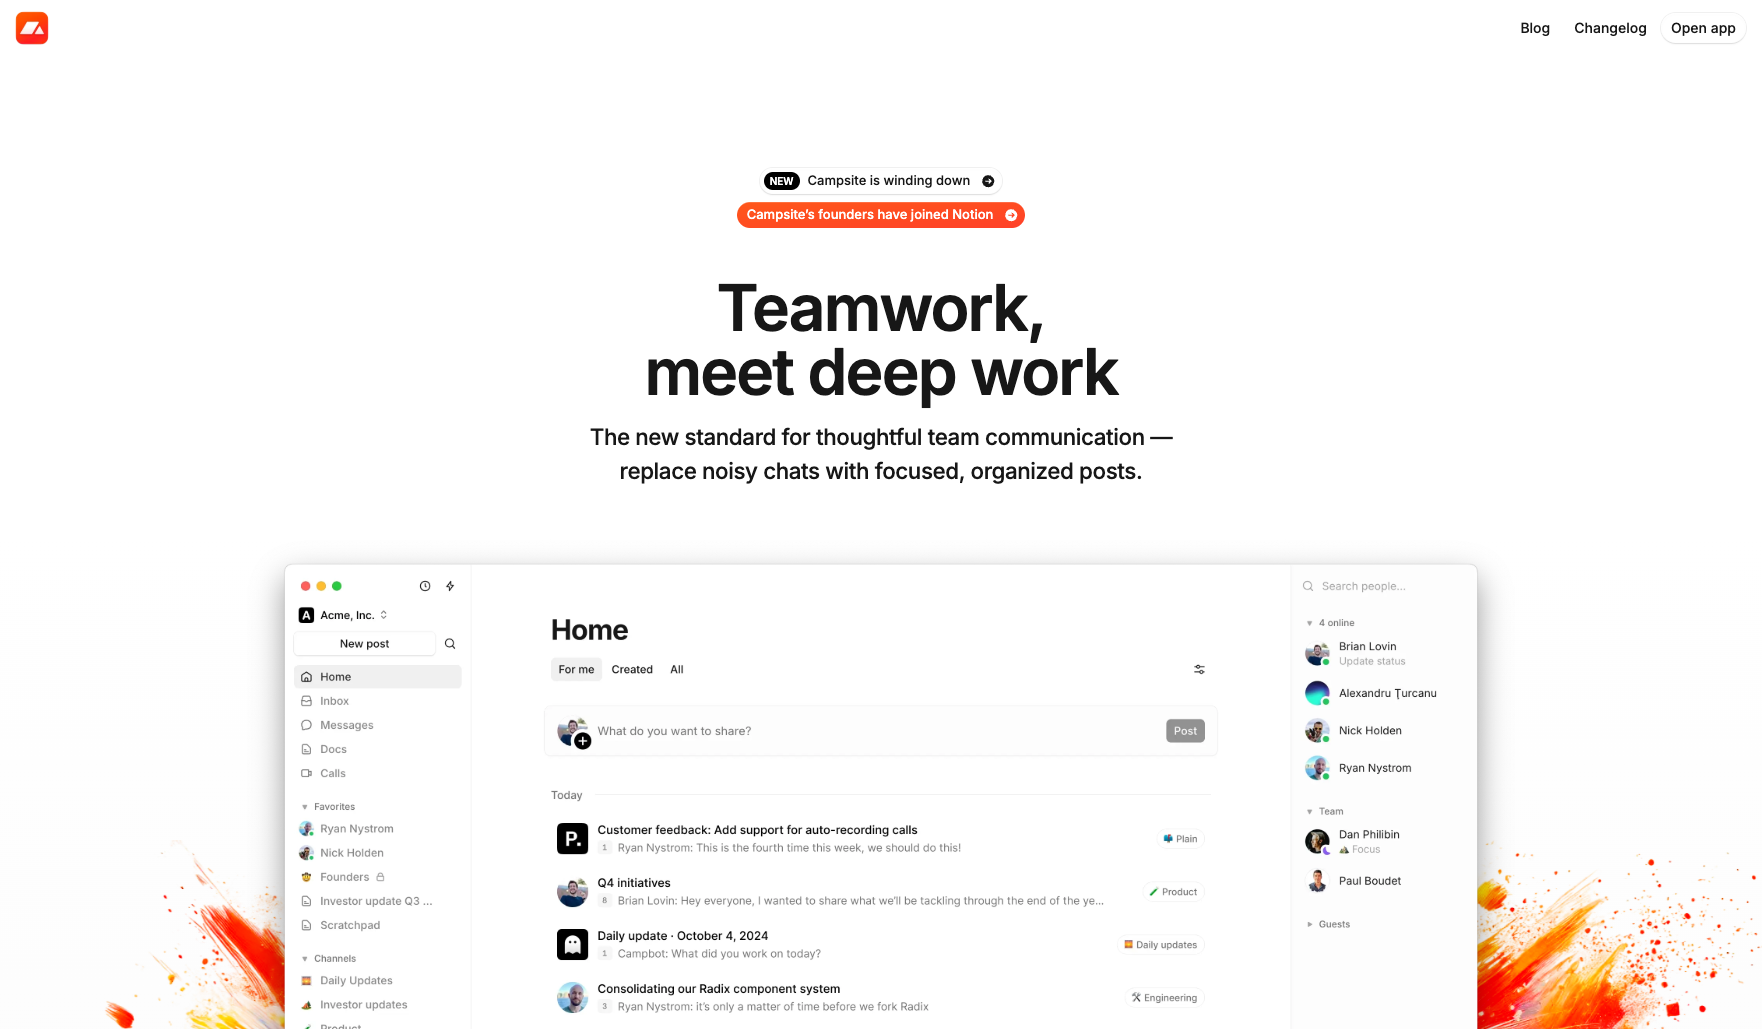 Blog
Changelog
Open app
NEW Campsite is winding down
Campsite's founders have joined Notion
Teamwork,
meet deep work
The new standard for thoughtful team communication —
replace noisy chats with focused, organized posts.
A Acme, Inc.
New post
Home
Inbox
Messages
Docs
Calls
Favorites
Ryan Nystrom
Nick Holden
Founders
Investor update Q3 ...
Scratchpad
Channels
Daily Updates
Investor updates
Product
Home
For me
Created
All
What do you want to share?
Post
Today
P.
Customer feedback: Add support for auto-recording calls
1 Ryan Nystrom: This is the fourth time this week, we should do this!
Plain
Q4 initiatives
8 Brian Lovin: Hey everyone, I wanted to share what we'll be tackling through the end of the ye...
Product
Daily update · October 4, 2024
1 Campbot: What did you work on today?
Daily updates
Consolidating our Radix component system
3 Ryan Nystrom: it's only a matter of time before we fork Radix
Engineering
Search people...
4 online
Brian Lovin
Update status
Alexandru Țurcanu
Nick Holden
Ryan Nystrom
Team
Dan Philibin
Focus
Paul Boudet
Guests